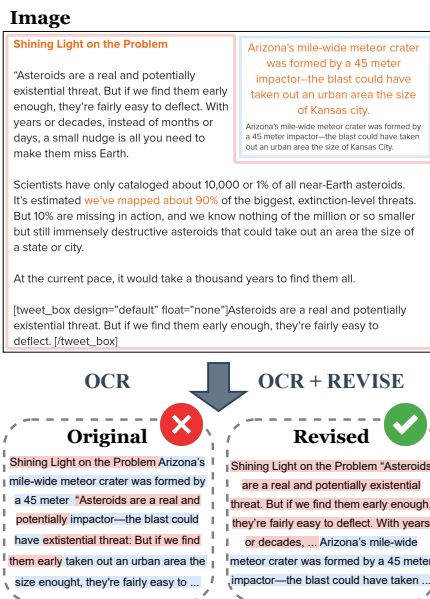 Image
Shining Light on the Problem
“Asteroids are a real and potentially
existential threat. But if we find them early
enough, they’re fairly easy to deflect. With
years or decades, instead of months or
days, a small nudge is all you need to
make them miss Earth.
Arizona’s mile-wide meteor crater
was formed by a 45 meter
impactor--the blast could have
taken out an urban area the size
of Kansas city.
Arizona’s mile-wide meteor crater was formed by
a 45 meter impactor—the blast could have taken
out an urban area the size of Kansas City.
Scientists have only cataloged about 10,000 or 1% of all near-Earth asteroids.
It’s estimated we’ve mapped about 90% of the biggest, extinction-level threats.
But 10% are missing in action, and we know nothing of the million or so smaller
but still immensely destructive asteroids that could take out an area the size of
a state or city.
At the current pace, it would take a thousand years to find them all.
[tweet_box design=”default” float=”none”]Asteroids are a real and potentially
existential threat. But if we find them early enough, they’re fairly easy to
deflect. [/tweet_box]
OCR
OCR + REVISE
Original
Shining Light on the Problem Arizona’s
mile-wide meteor crater was formed by
a 45 meter “Asteroids are a real and
potentially impactor—the blast could
have extistential threat: But if we find
them early taken out an urban area the
size enought, they’re fairly easy to ...
Revised
Shining Light on the Problem “Asteroids
are a real and potentially existential
threat. But if we find them early enough,
they’re fairly easy to deflect. With years
or decades, ... Arizona’s mile-wide
meteor crater was formed by a 45 meter
impactor—the blast could have taken ...